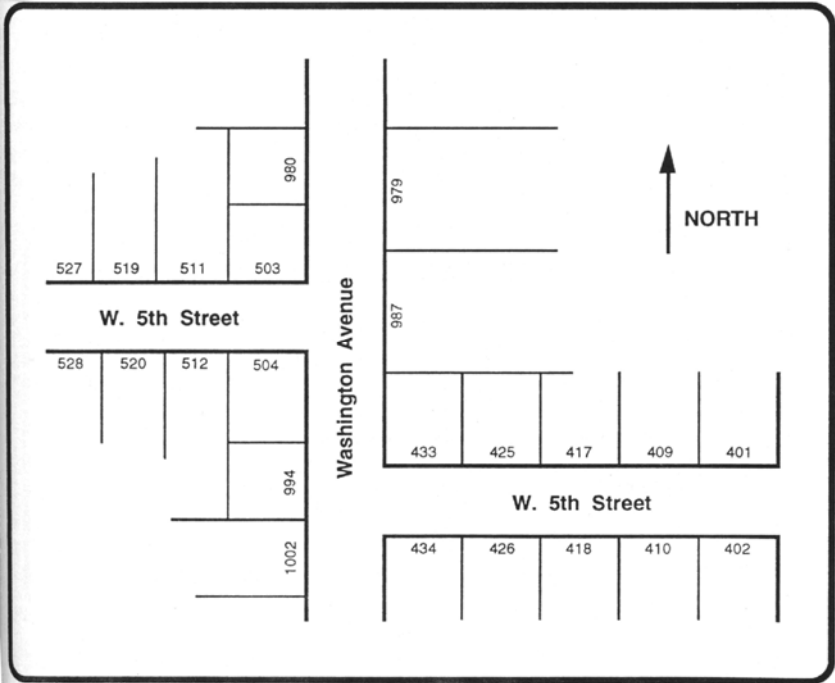 980
979
NORTH
527 519 511 503
987
W. 5th Street
Washington Avenue
528 520 512 504
433 425 417 409 401
994
W. 5th Street
1002
434 426 418 410 402